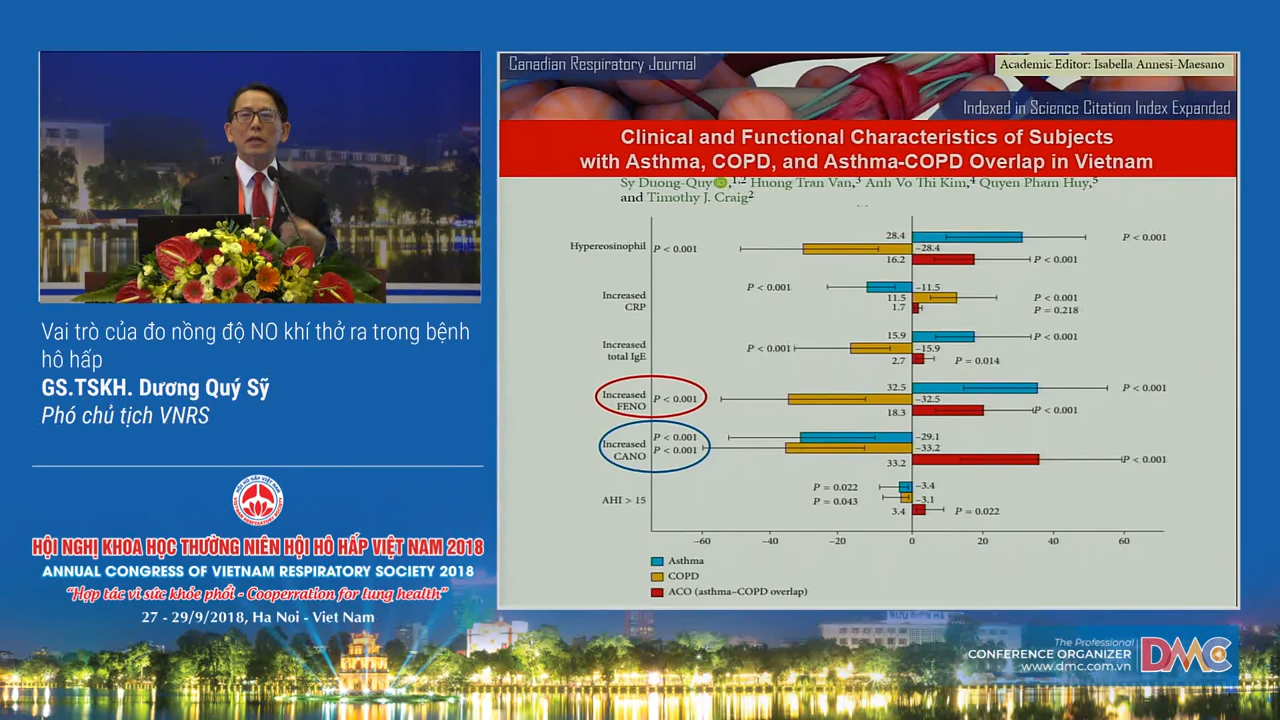 Vai trò của đo nồng độ NO khí thở ra trong bệnh
hô hấp
GS.TSKH. Dương Quý Sỹ
Phó chủ tịch VNRS
HỘI NGHỊ KHOA HỌC THƯỜNG NIÊN HỘI HÔ HẤP VIỆT NAM 2018
ANNUAL CONGRESS OF VIETNAM RESPIRATORY SOCIETY 2018
"Hợp tác vì sức khỏe phổi - Cooperration for lung health"
27 - 29/9/2018, Ha Noi - Viet Nam
Canadian Respiratory Journal
Academic Editor: Isabella Annesi-Maesano
Indexed in Science Citation Index Expanded
Clinical and Functional Characteristics of Subjects
with Asthma, COPD, and Asthma-COPD Overlap in Vietnam
Sy Duong-Quy,1,2 Huong Tran Van,3 Anh Vo Thi Kim,4 Quyen Pham Huy,5
and Timothy J. Craig2
28.4 P < 0.001
Hypereosinophil P < 0.001 −28.4
16.2 P < 0.001
P < 0.001 −11.5
Increased 11.5 P < 0.001
CRP 1.7 P = 0.218
15.9 P < 0.001
Increased P < 0.001 −15.9
total IgE 2.7 P = 0.014
32.5 P < 0.001
Increased P < 0.001 −32.5
FENO 18.3 P < 0.001
P < 0.001 −29.1
Increased P < 0.001 −33.2
CANO 33.2 P < 0.001
P = 0.022 −3.4
AHI > 15 P = 0.043 −3.1
3.4 P = 0.022
−60 −40 −20 0 20 40 60
Asthma
COPD
ACO (asthma–COPD overlap)
The Professional
CONFERENCE ORGANIZER
www.dmc.com.vn
DMC